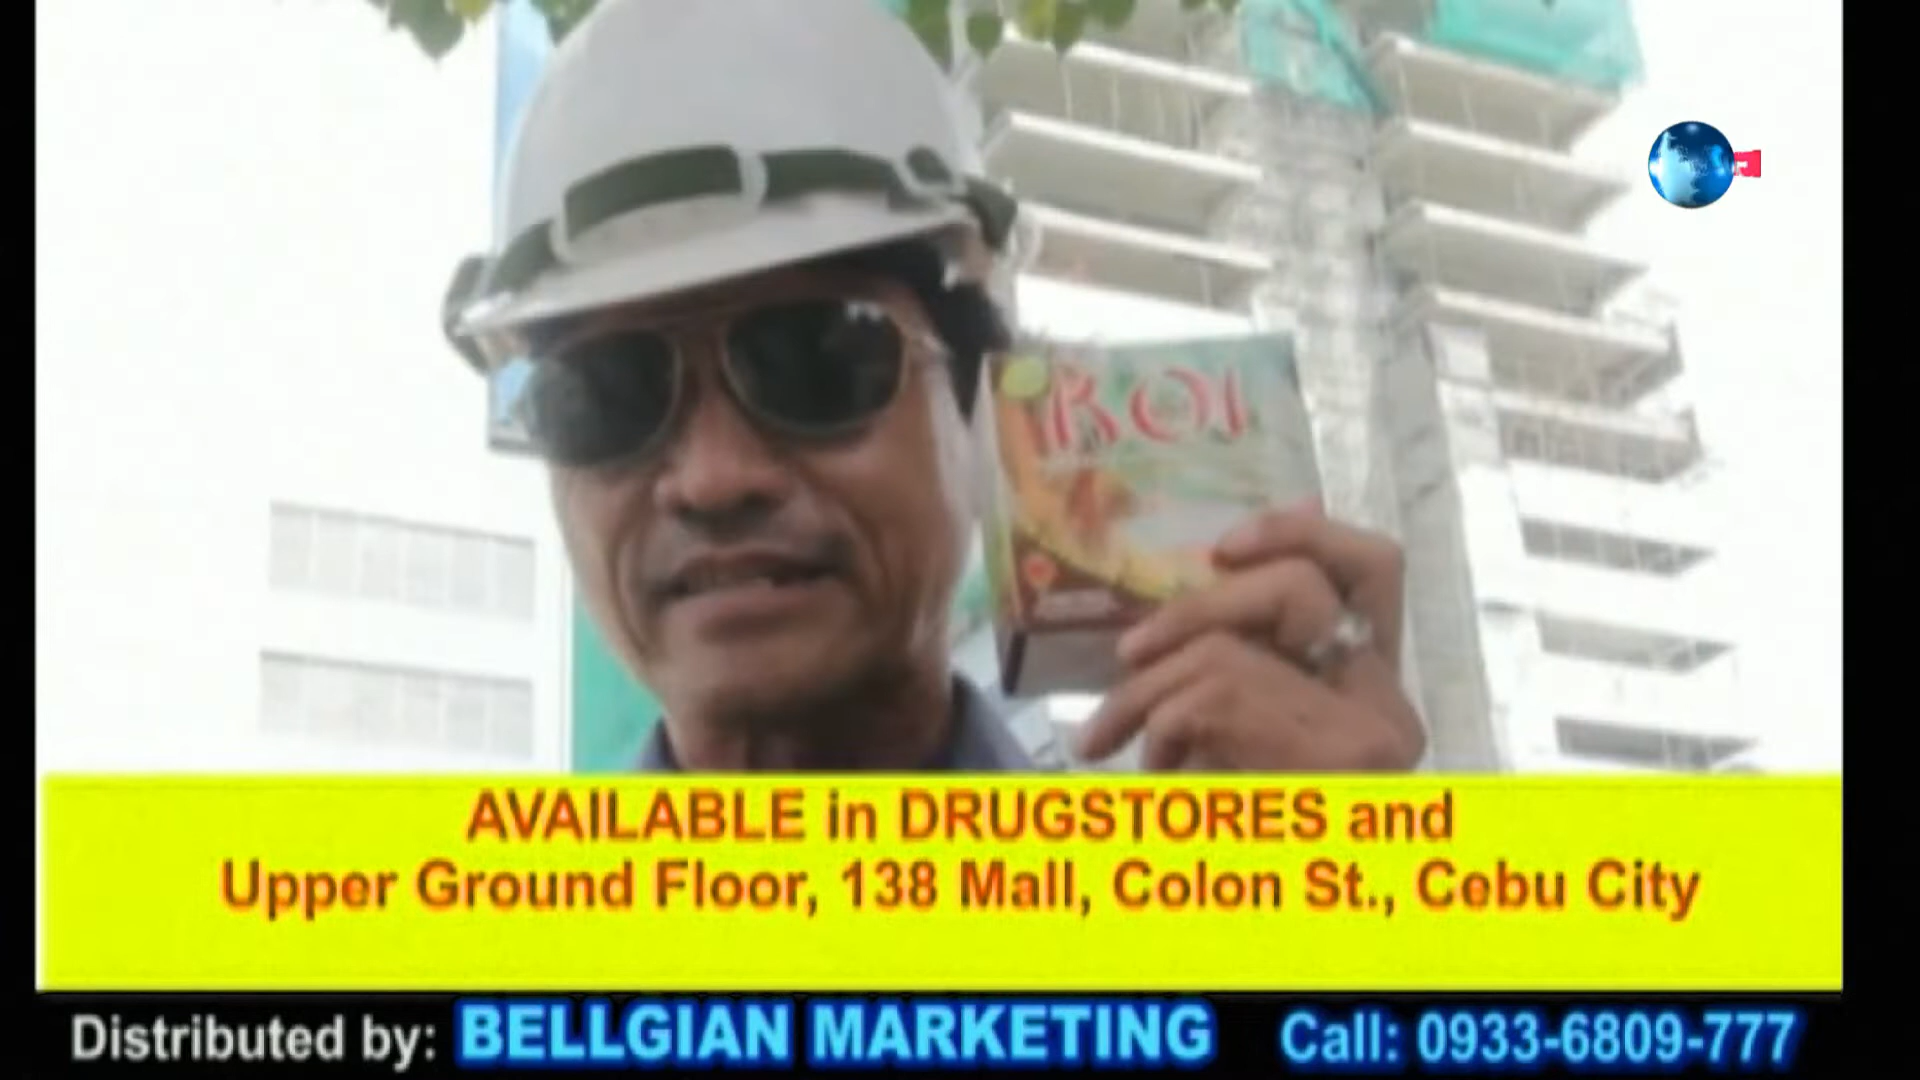 ROI
AVAILABLE in DRUGSTORES and
Upper Ground Floor, 138 Mall, Colon St., Cebu City
Distributed by: BELLGIAN MARKETING Call: 0933-6809-777